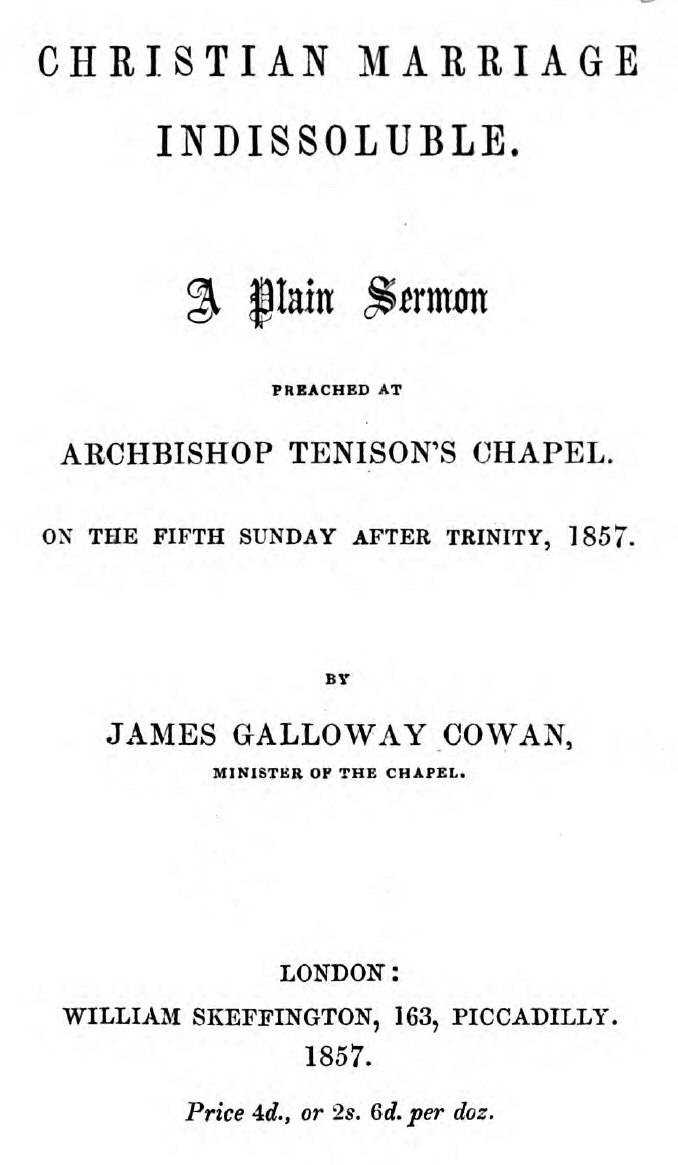 CHRISTIAN MARRIAGE
INDISSOLUBLE.
A Plain Sermon
PREACHED AT
ARCHBISHOP TENISON'S CHAPEL.
ON THE FIFTH SUNDAY AFTER TRINITY, 1857.
BY
JAMES GALLOWAY COWAN,
MINISTER OF THE CHAPEL.
LONDON:
WILLIAM SKEFFINGTON, 163, PICCADILLY.
1857.
Price 4d., or 2s. 6d. per doz.